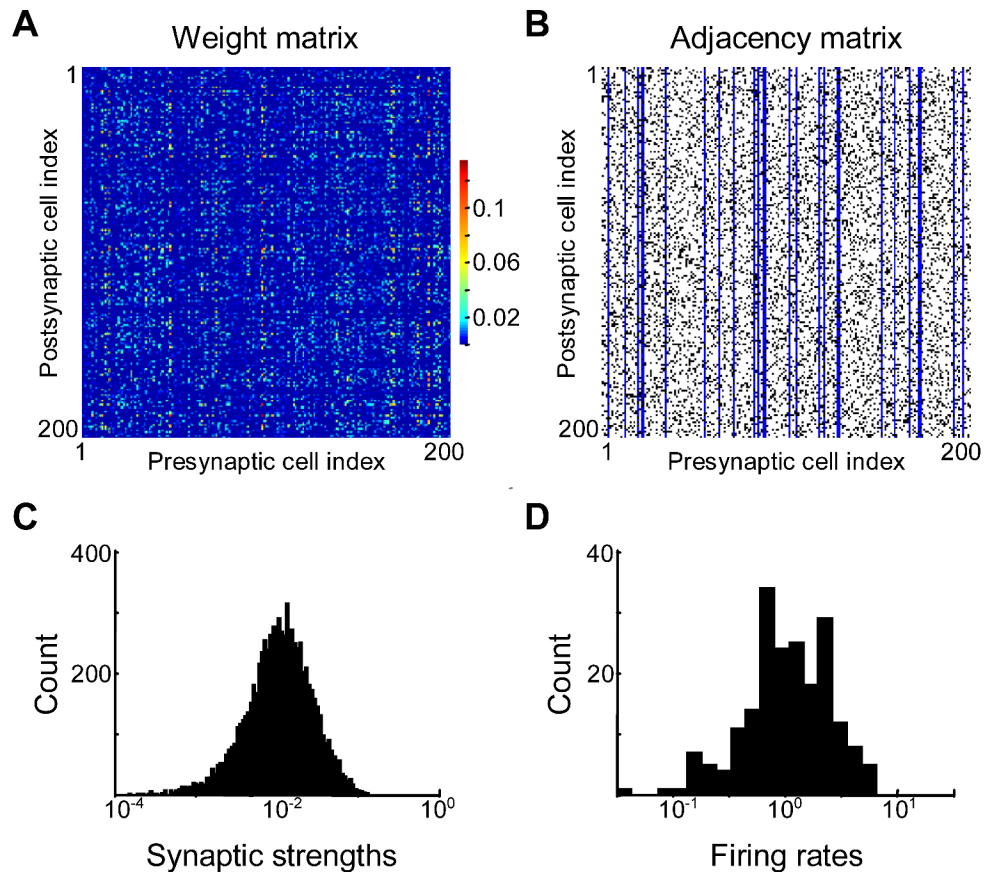 A
Weight matrix
1
Postsynaptic cell index
200
1
200
Presynaptic cell index
0.1
0.06
0.02
B
Adjacency matrix
1
Postsynaptic cell index
200
1
200
Presynaptic cell index
C
400
200
Count
10^-4
10^-2
10^0
Synaptic strengths
D
40
20
Count
10^-1
10^0
10^1
Firing rates